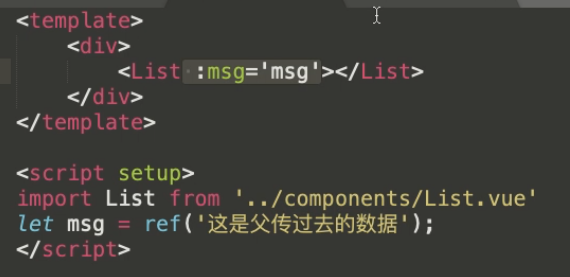 <template>
<div>
<List :msg='msg'></List>
</div>
</template>
<script setup>
import List from '../components/List.vue'
let msg = ref('这是父传过去的数据');
</script>